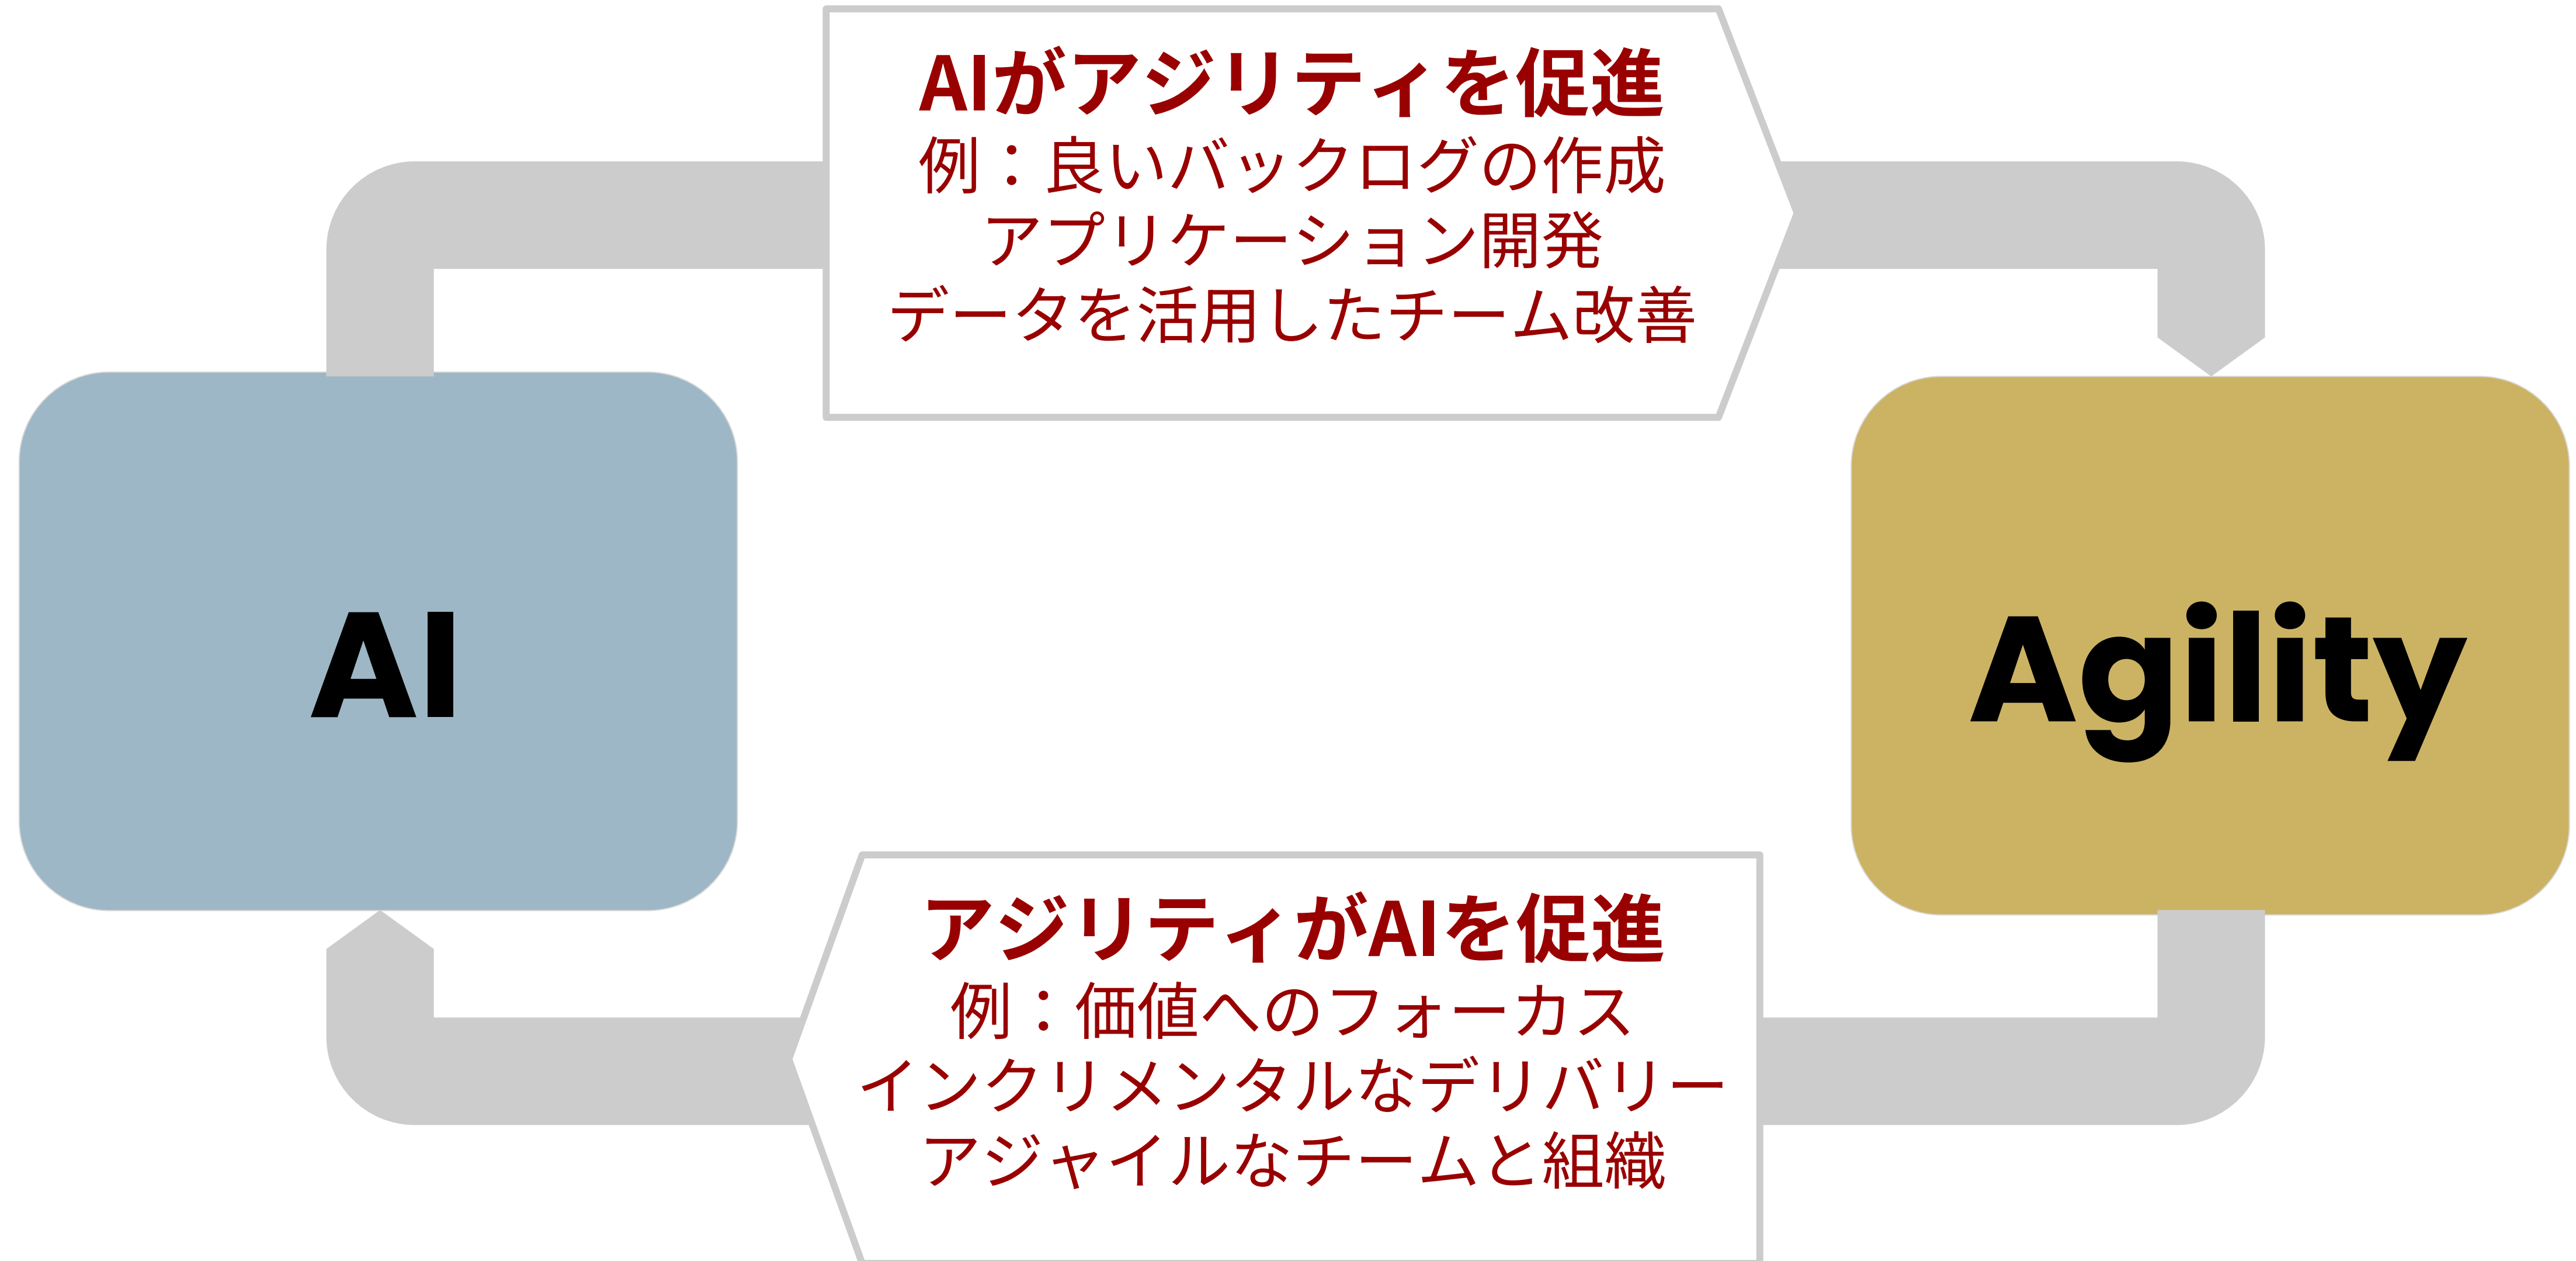 AIがアジリティを促進
例：良いバックログの作成
アプリケーション開発
データを活用したチーム改善
AI
Agility
アジリティがAIを促進
例：価値へのフォーカス
インクリメンタルなデリバリー
アジャイルなチームと組織